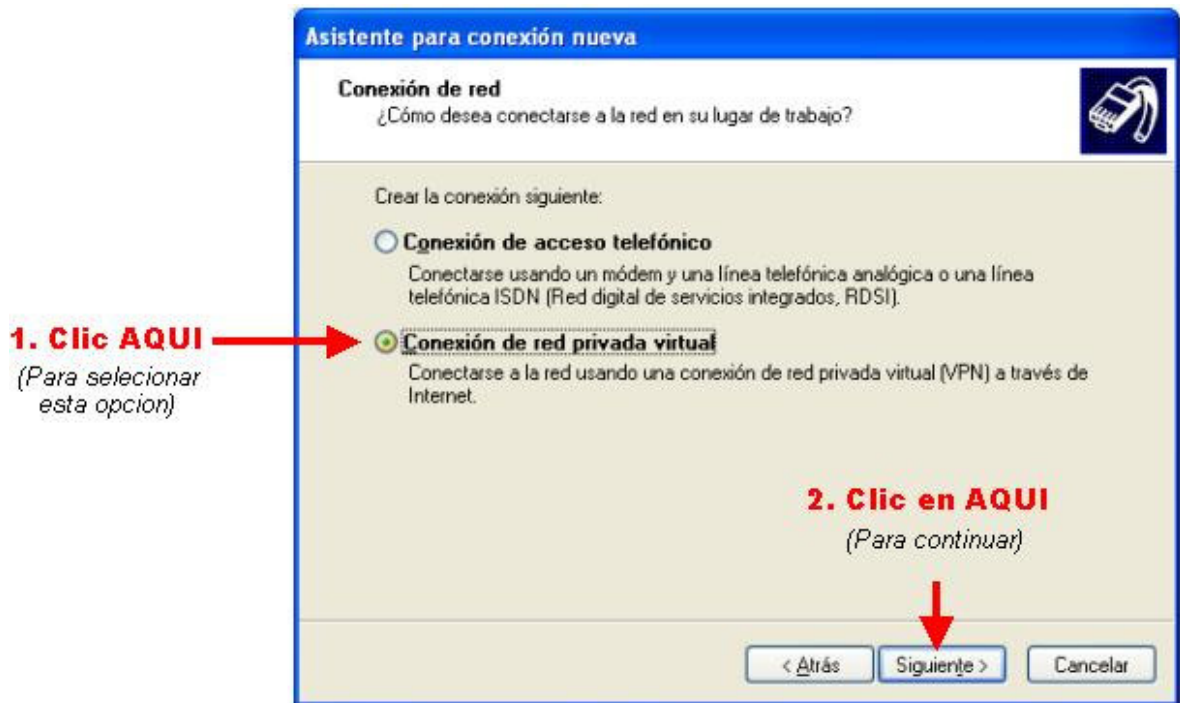 Asistente para conexión nueva
Conexión de red
¿Cómo desea conectarse a la red en su lugar de trabajo?
Crear la conexión siguiente:
Conexión de acceso telefónico
Conectarse usando un módem y una línea telefónica analógica o una línea
telefónica ISDN (Red digital de servicios integrados, RDSI).
1. Clic AQUI
(Para selecionar
esta opcion)
Conexión de red privada virtual
Conectarse a la red usando una conexión de red privada virtual (VPN) a través de
Internet.
2. Clic en AQUI
(Para continuar)
< Atrás
Siguiente >
Cancelar